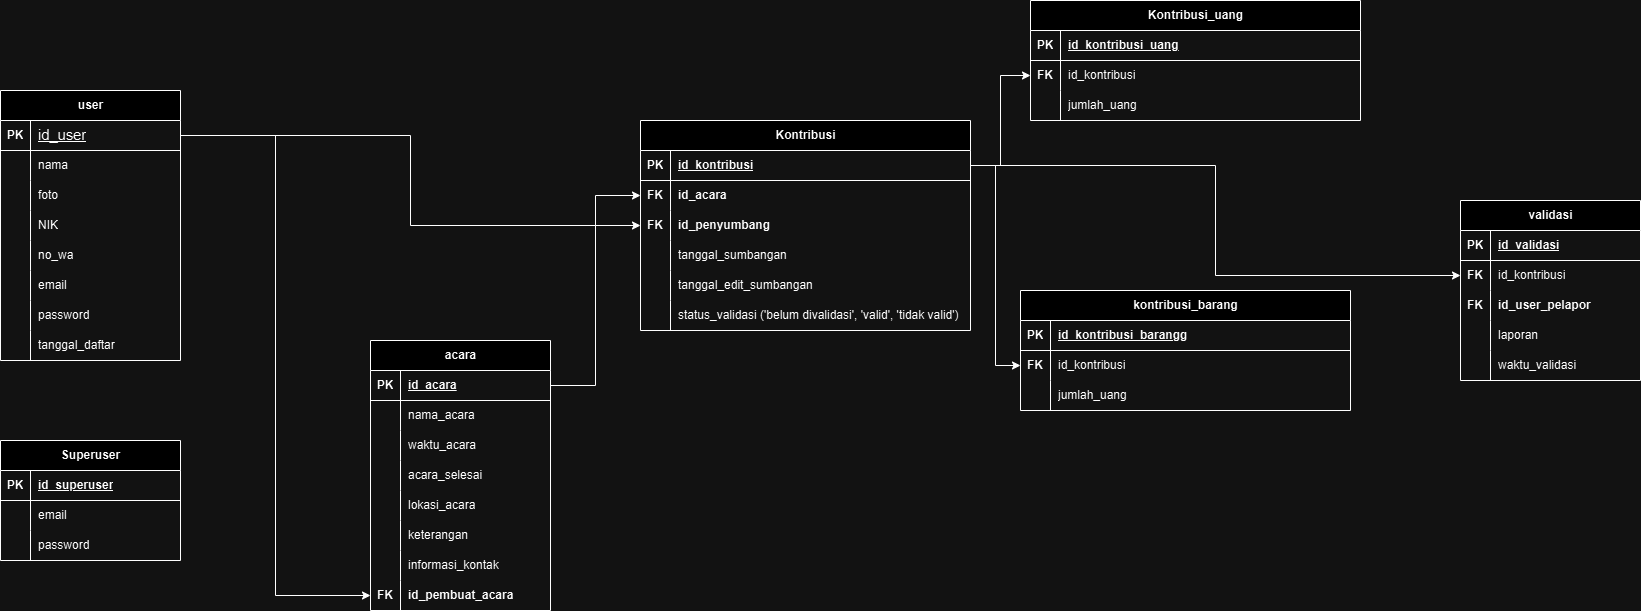 user
PK id_user
nama
foto
NIK
no_wa
email
password
tanggal_daftar
Superuser
PK id_superuser
email
password
acara
PK id_acara
nama_acara
waktu_acara
acara_selesai
lokasi_acara
keterangan
informasi_kontak
FK id_pembuat_acara
Kontribusi
PK id_kontribusi
FK id_acara
FK id_penyumbang
tanggal_sumbangan
tanggal_edit_sumbangan
status_validasi ('belum divalidasi', 'valid', 'tidak valid')
Kontribusi_uang
PK id_kontribusi_uang
FK id_kontribusi
jumlah_uang
kontribusi_barang
PK id_kontribusi_barangg
FK id_kontribusi
jumlah_uang
validasi
PK id_validasi
FK id_kontribusi
FK id_user_pelapor
laporan
waktu_validasi